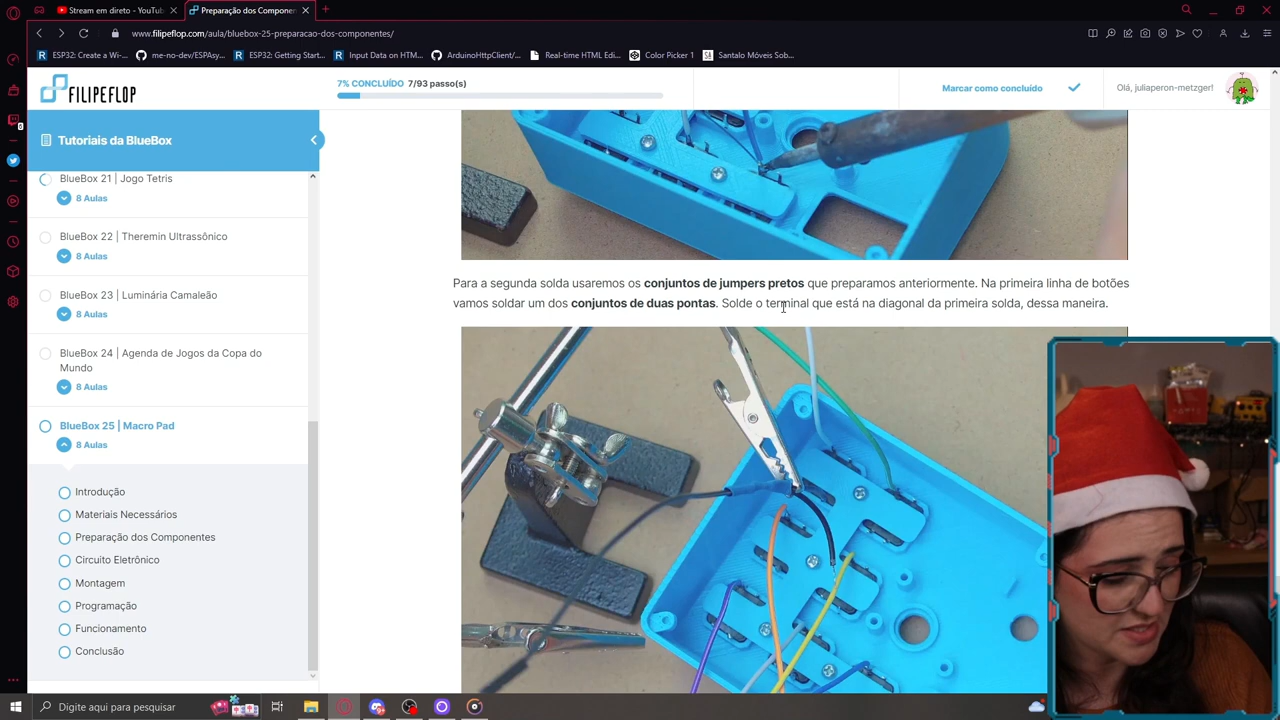 Stream em direto - YouTub
Preparação dos Componen
www.filipeflop.com/aula/bluebox-25-preparacao-dos-componentes/
ESP32: Create a Wi-...
me-no-dev/ESPAsy...
ESP32: Getting Start...
Input Data on HTM...
ArduinoHttpClient/...
Real-time HTML Edi...
Color Picker 1
SA
Santalo Móveis Sob...
FILIPEFLOP
7% CONCLUÍDO 7/93 passo(s)
Marcar como concluído
Olá, juliaperon-metzger!
Tutoriais da BlueBox
BlueBox 21 | Jogo Tetris
8 Aulas
BlueBox 22 | Theremin Ultrassônico
8 Aulas
BlueBox 23 | Luminária Camaleão
8 Aulas
BlueBox 24 | Agenda de Jogos da Copa do
Mundo
8 Aulas
BlueBox 25 | Macro Pad
8 Aulas
Introdução
Materiais Necessários
Preparação dos Componentes
Circuito Eletrônico
Montagem
Programação
Funcionamento
Conclusão
Para a segunda solda usaremos os conjuntos de jumpers pretos que preparamos anteriormente. Na primeira linha de botões
vamos soldar um dos conjuntos de duas pontas. Solde o terminal que está na diagonal da primeira solda, dessa maneira.
Digite aqui para pesquisar